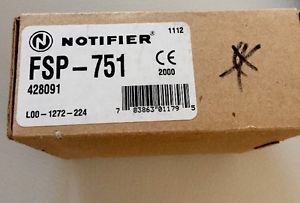 N NOTIFIER® 1112
FSP-751 CE
428091 2000
L00-1272-224
7 83863 01179 5